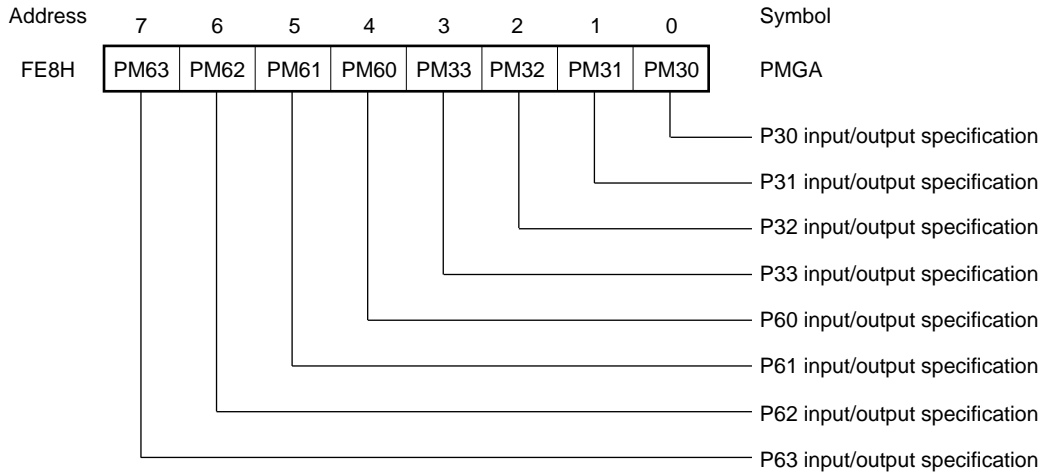 Address 7 6 5 4 3 2 1 0 Symbol
FE8H PM63 PM62 PM61 PM60 PM33 PM32 PM31 PM30 PMGA
P30 input/output specification
P31 input/output specification
P32 input/output specification
P33 input/output specification
P60 input/output specification
P61 input/output specification
P62 input/output specification
P63 input/output specification